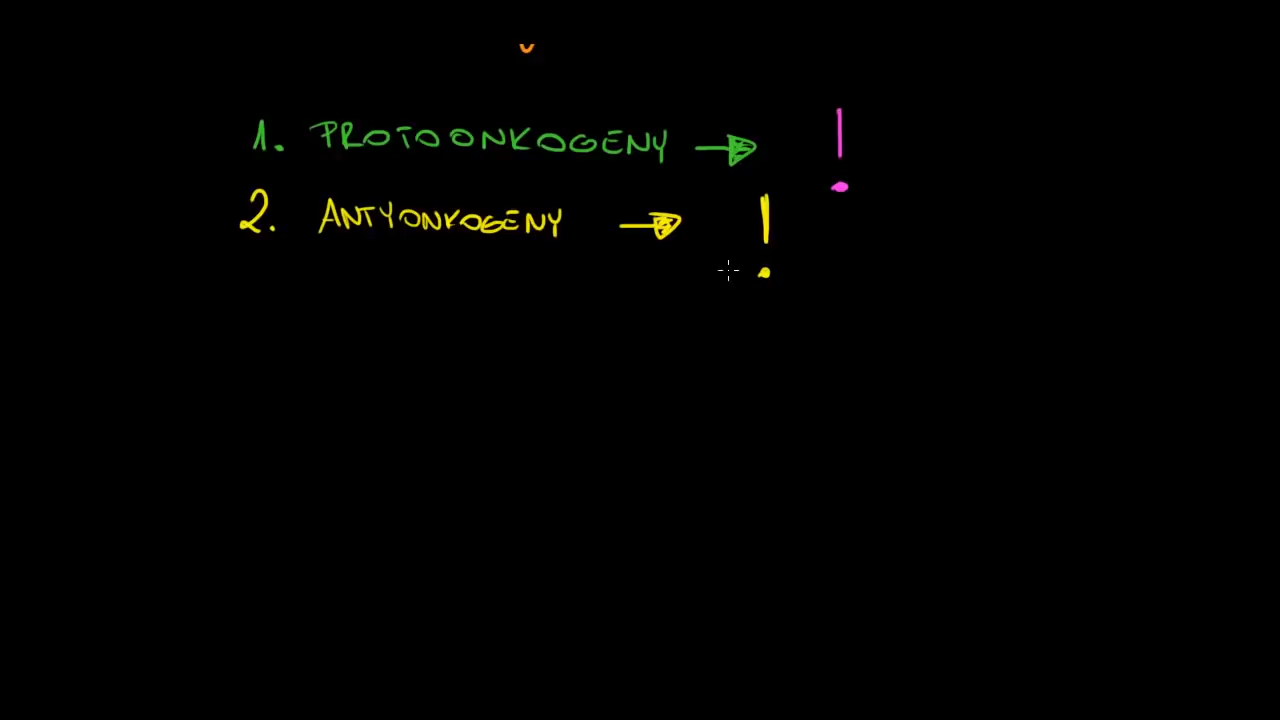 1. PROTOONKOGENY → !
2. ANTYONKOGENY → !